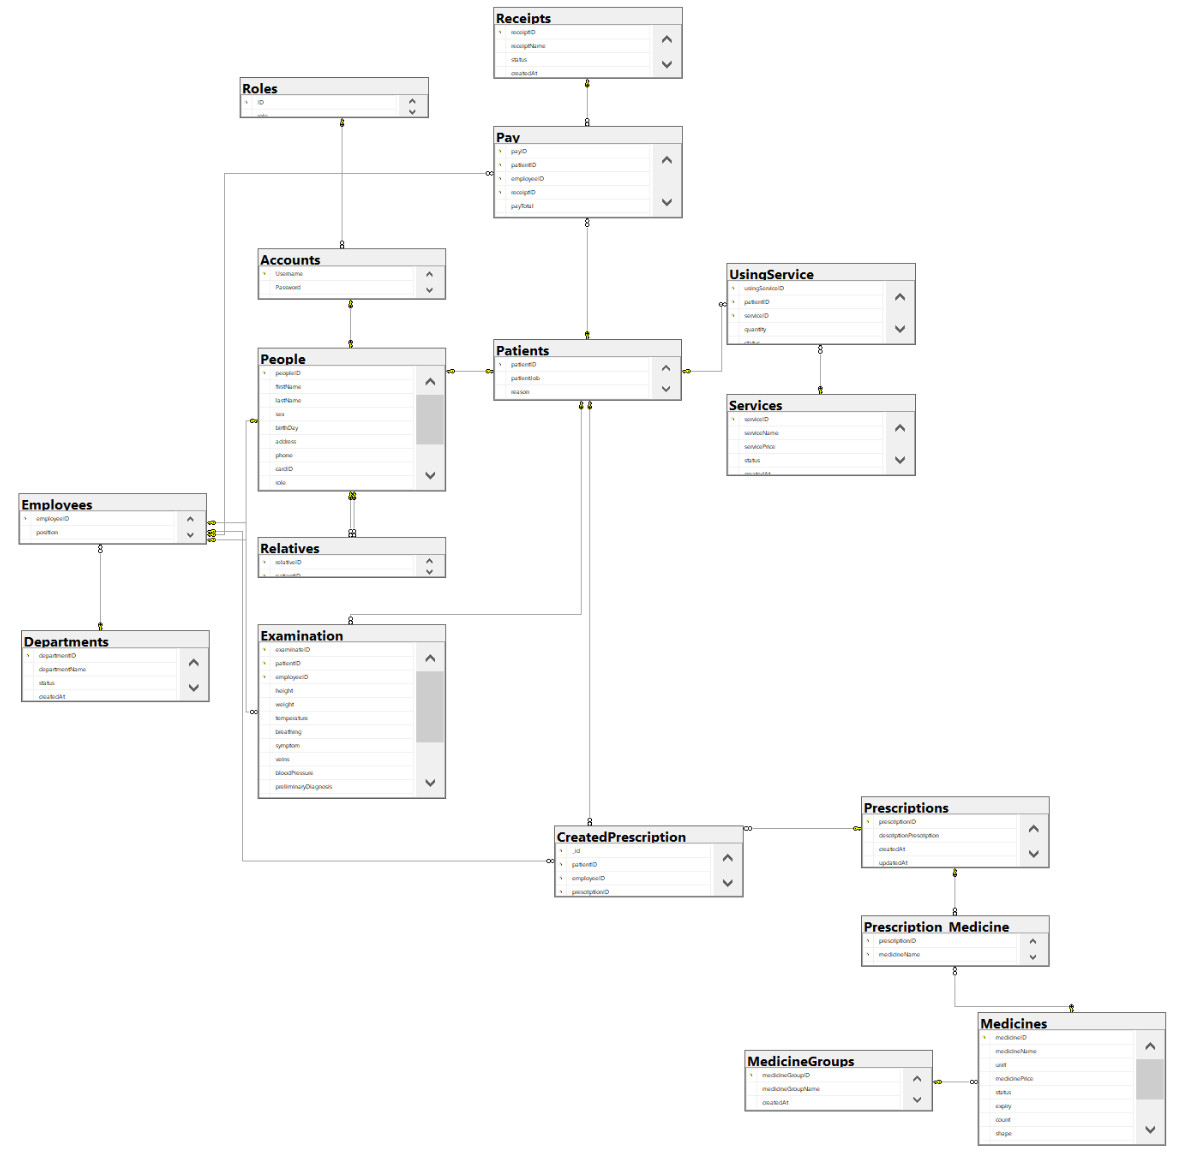 Receipts
receiptID
receiptName
status
createdAt
Roles
ID
Pay
payID
patientID
employeeID
receiptID
payTotal
Accounts
Username
Password
UsingService
usingServiceID
patientID
serviceID
quantity
status
People
peopleID
firstName
lastName
sex
birthDay
address
phone
cardID
role
Patients
patientID
patientJob
reason
Services
serviceID
serviceName
servicePrice
status
createdAt
Employees
employeeID
position
Relatives
relativeID
patientID
Departments
departmentID
departmentName
status
createdAt
Examination
examinateID
patientID
employeeID
height
weight
temperature
breathing
symptom
veins
bloodPressure
preliminaryDiagnosis
CreatedPrescription
_id
patientID
employeeID
prescriptionID
Prescriptions
prescriptionID
descriptionPrescription
createdAt
updatedAt
Prescription_Medicine
prescriptionID
medicineName
Medicines
medicineID
medicineName
unit
medicinePrice
status
expiry
count
shape
MedicineGroups
medicineGroupID
medicineGroupName
createdAt